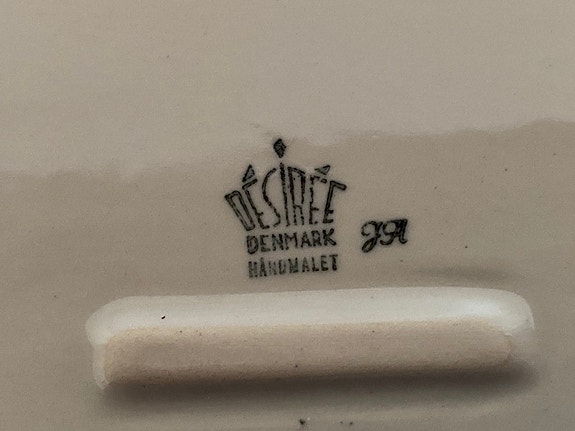 DÉSIRÉE
DENMARK
HÅNDMALET
JA